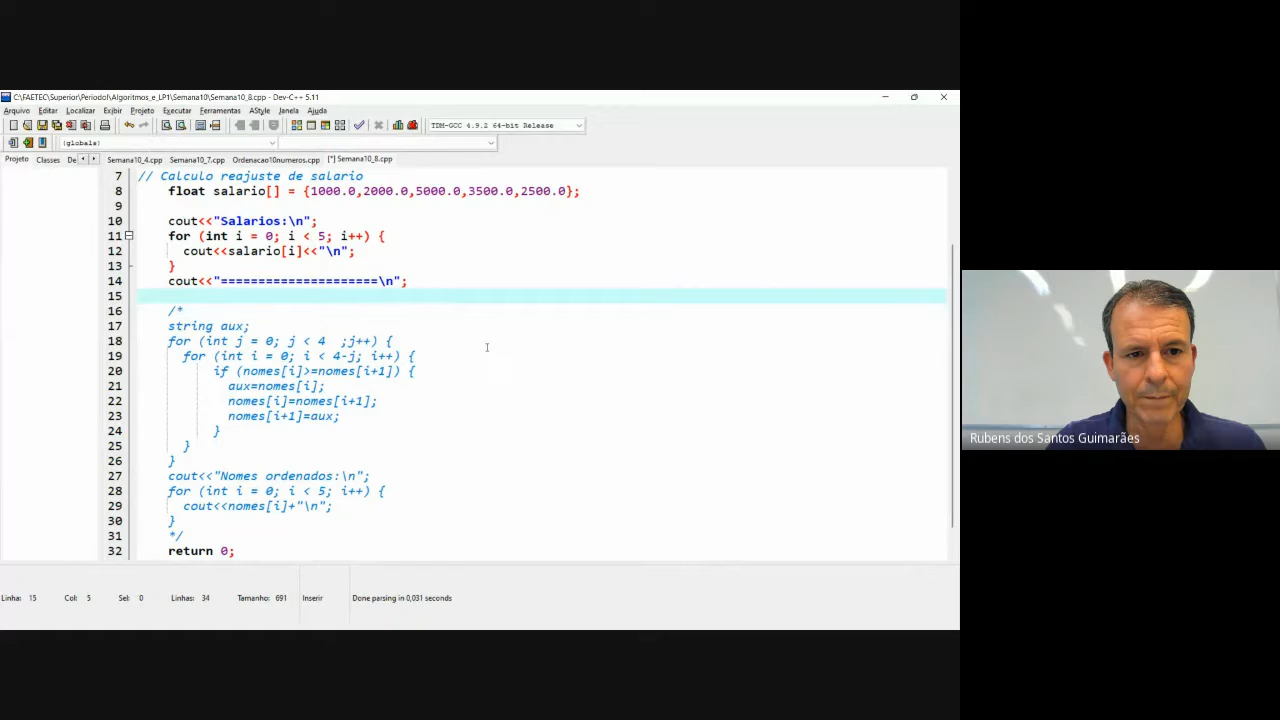 C:\FAETEC\Superior\PeriodoI\Algoritmos_e_LP1\Semana10\Semana10_8.cpp - Dev-C++ 5.11
Arquivo Editar Localizar Exibir Projeto Executar Ferramentas AStyle Janela Ajuda
TDM-GCC 4.9.2 64-bit Release
(globals)
Projeto Classes De Semana10_4.cpp Semana10_7.cpp Ordenacao10numeros.cpp [*] Semana10_8.cpp
7 // Calculo reajuste de salario
8 float salario[] = {1000.0,2000.0,5000.0,3500.0,2500.0};
9
10 cout<<"Salarios:\n";
11 for (int i = 0; i < 5; i++) {
12 cout<<salario[i]<<"\n";
13 }
14 cout<<"=====================\n";
15
16 /*
17 string aux;
18 for (int j = 0; j < 4  ;j++) {
19 for (int i = 0; i < 4-j; i++) {
20 if (nomes[i]>=nomes[i+1]) {
21 aux=nomes[i];
22 nomes[i]=nomes[i+1];
23 nomes[i+1]=aux;
24 }
25 }
26 }
27 cout<<"Nomes ordenados:\n";
28 for (int i = 0; i < 5; i++) {
29 cout<<nomes[i]+"\n";
30 }
31 */
32 return 0;
Linha: 15 Col: 5 Sel: 0 Linhas: 34 Tamanho: 691 Inserir Done parsing in 0,031 seconds
Rubens dos Santos Guimarães